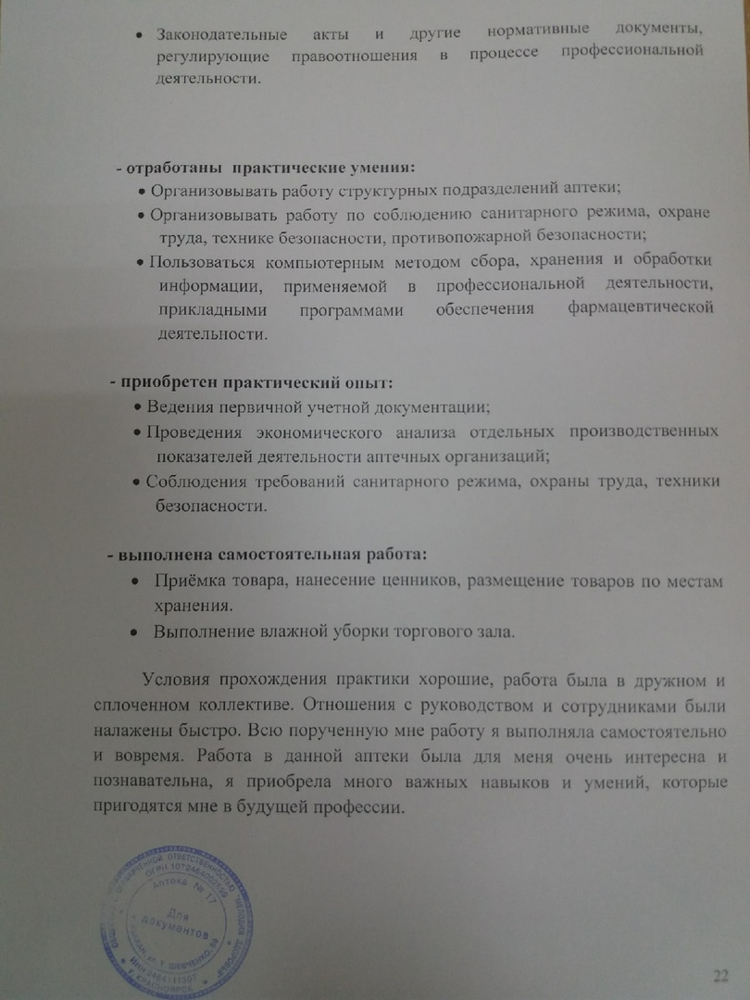 • Законодательные акты и другие нормативные документы,
регулирующие правоотношения в процессе профессиональной
деятельности.
- отработаны практические умения:
• Организовывать работу структурных подразделений аптеки;
• Организовывать работу по соблюдению санитарного режима, охране
труда, технике безопасности, противопожарной безопасности;
• Пользоваться компьютерным методом сбора, хранения и обработки
информации, применяемой в профессиональной деятельности,
прикладными программами обеспечения фармацевтической
деятельности.
- приобретен практический опыт:
• Ведения первичной учетной документации;
• Проведения экономического анализа отдельных производственных
показателей деятельности аптечных организаций;
• Соблюдения требований санитарного режима, охраны труда, техники
безопасности.
- выполнена самостоятельная работа:
• Приёмка товара, нанесение ценников, размещение товаров по местам
хранения.
• Выполнение влажной уборки торгового зала.
Условия прохождения практики хорошие, работа была в дружном и
сплоченном коллективе. Отношения с руководством и сотрудниками были
налажены быстро. Всю порученную мне работу я выполняла самостоятельно
и вовремя. Работа в данной аптеки была для меня очень интересна и
познавательна, я приобрела много важных навыков и умений, которые
пригодятся мне в будущей профессии.
ОТВЕТСТВЕННОСТЬЮ "МЕЛОДИЯ ЗДОРОВЬЯ"
ОГРН
Аптека № 17
Для
документов
ул. Т. ШЕВЧЕНКО,
ИНН
г. КРАСНОЯРСК
22